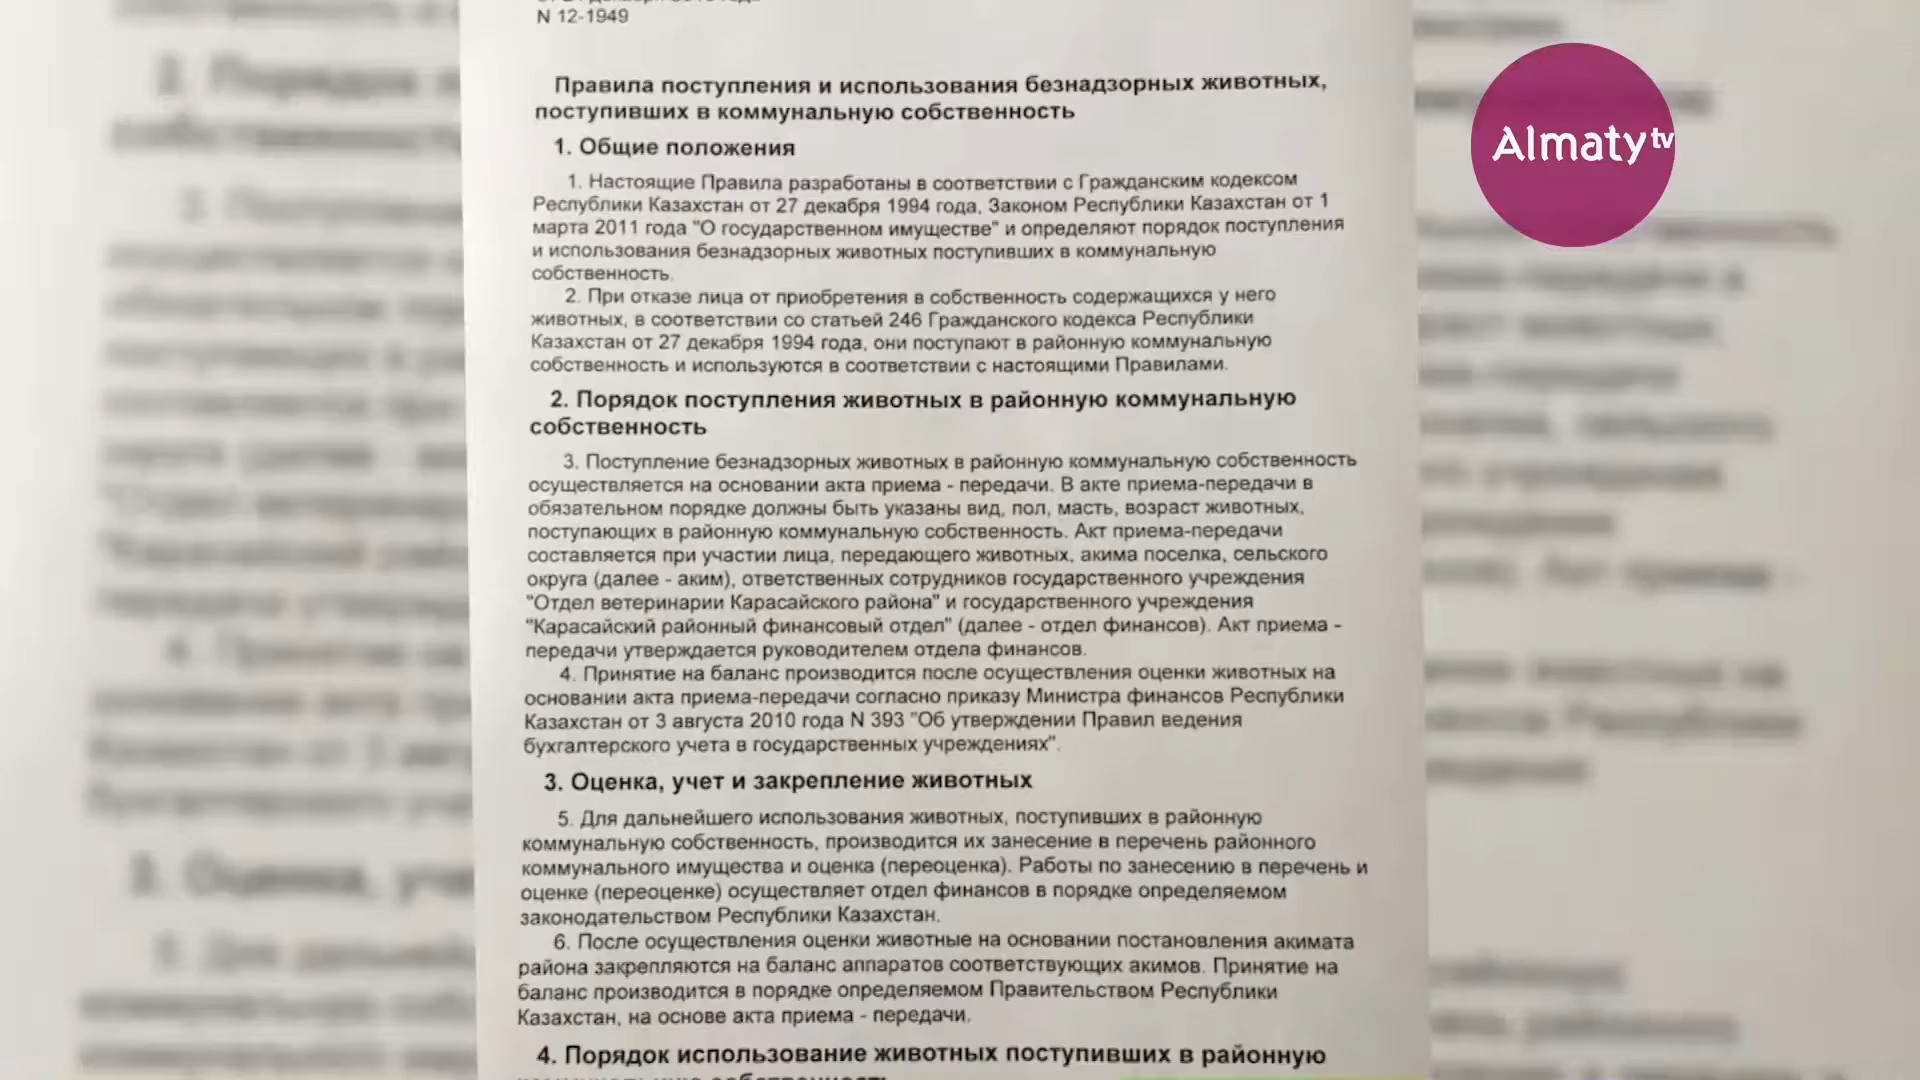 N 12-1949
Правила поступления и использования безнадзорных животных,
поступивших в коммунальную собственность
1. Общие положения
1. Настоящие Правила разработаны в соответствии с Гражданским кодексом
Республики Казахстан от 27 декабря 1994 года, Законом Республики Казахстан от 1
марта 2011 года "О государственном имуществе" и определяют порядок поступления
и использования безнадзорных животных поступивших в коммунальную
собственность.
2. При отказе лица от приобретения в собственность содержащихся у него
животных, в соответствии со статьей 246 Гражданского кодекса Республики
Казахстан от 27 декабря 1994 года, они поступают в районную коммунальную
собственность и используются в соответствии с настоящими Правилами.
2. Порядок поступления животных в районную коммунальную
собственность
3. Поступление безнадзорных животных в районную коммунальную собственность
осуществляется на основании акта приема - передачи. В акте приема-передачи в
обязательном порядке должны быть указаны вид, пол, масть, возраст животных,
поступающих в районную коммунальную собственность. Акт приема-передачи
составляется при участии лица, передающего животных, акима поселка, сельского
округа (далее - аким), ответственных сотрудников государственного учреждения
"Отдел ветеринарии Карасайского района" и государственного учреждения
"Карасайский районный финансовый отдел" (далее - отдел финансов). Акт приема -
передачи утверждается руководителем отдела финансов.
4. Принятие на баланс производится после осуществления оценки животных на
основании акта приема-передачи согласно приказу Министра финансов Республики
Казахстан от 3 августа 2010 года N 393 "Об утверждении Правил ведения
бухгалтерского учета в государственных учреждениях".
3. Оценка, учет и закрепление животных
5. Для дальнейшего использования животных, поступивших в районную
коммунальную собственность, производится их занесение в перечень районного
коммунального имущества и оценка (переоценка). Работы по занесению в перечень и
оценке (переоценке) осуществляет отдел финансов в порядке определяемом
законодательством Республики Казахстан.
6. После осуществления оценки животные на основании постановления акимата
района закрепляются на баланс аппаратов соответствующих акимов. Принятие на
баланс производится в порядке определяемом Правительством Республики
Казахстан, на основе акта приема - передачи.
4. Порядок использование животных поступивших в районную
Almaty tv